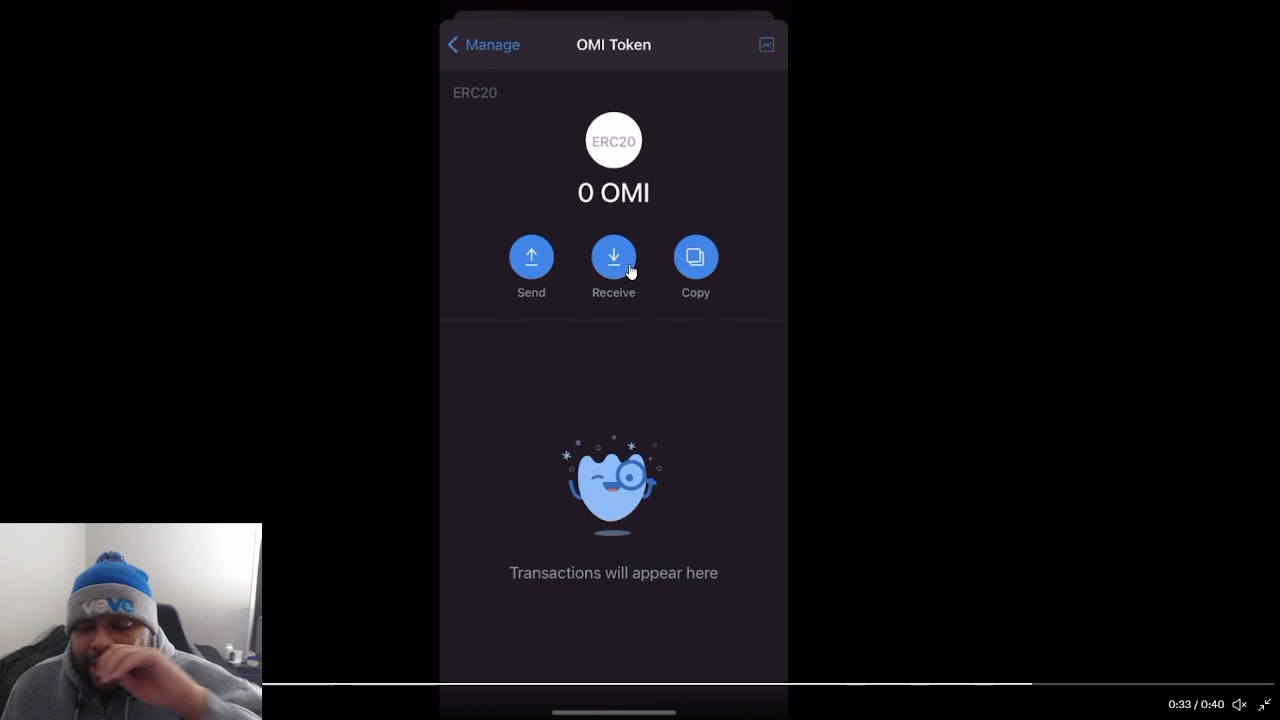 Manage
OMI Token
ERC20
ERC20
0 OMI
Send
Receive
Copy
Transactions will appear here
veve
0:33 / 0:40